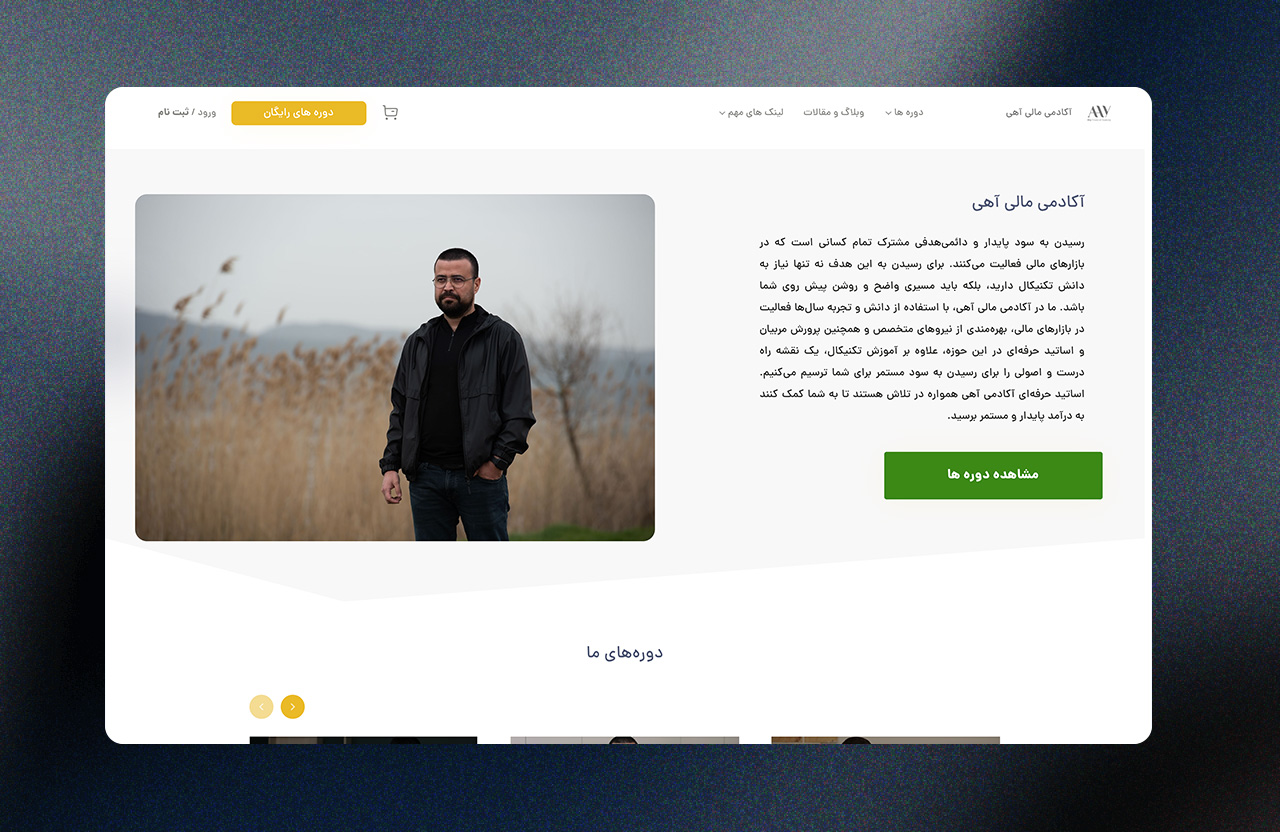 آکادمی مالی آهی
دوره ها
وبلاگ و مقالات
لینک های مهم
دوره های رایگان
ورود / ثبت نام
آکادمی مالی آهی
رسیدن به سود پایدار و دائمی‌هدفی مشترک تمام کسانی است که در
بازارهای مالی فعالیت می‌کنند. برای رسیدن به این هدف نه تنها نیاز به
دانش تکنیکال دارید، بلکه باید مسیری واضح و روشن پیش روی شما
باشد. ما در آکادمی مالی آهی، با استفاده از دانش و تجربه سال‌ها فعالیت
در بازارهای مالی، بهره‌مندی از نیروهای متخصص و همچنین پرورش مربیان
و اساتید حرفه‌ای در این حوزه، علاوه بر آموزش تکنیکال، یک نقشه راه
درست و اصولی را برای رسیدن به سود مستمر برای شما ترسیم می‌کنیم.
اساتید حرفه‌ای آکادمی آهی همواره در تلاش هستند تا به شما کمک کنند
به درآمد پایدار و مستمر برسید.
مشاهده دوره ها
دوره‌های ما